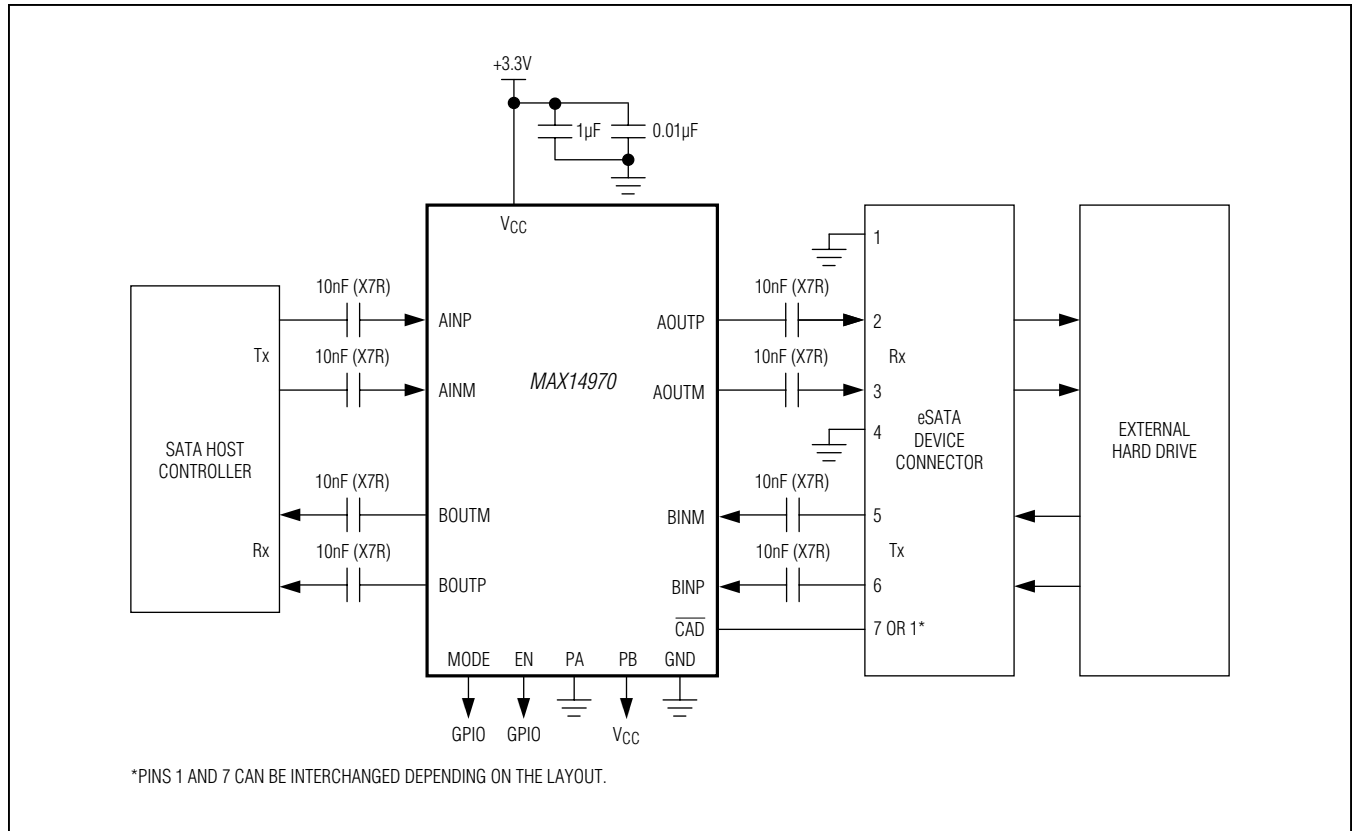 +3.3V
1µF
0.01µF
VCC
1
10nF (X7R)
10nF (X7R)
AINP
AOUTP
2
Tx
10nF (X7R)
10nF (X7R)
Rx
AINM
MAX14970
AOUTM
3
4
eSATA
DEVICE
CONNECTOR
SATA HOST
CONTROLLER
EXTERNAL
HARD DRIVE
10nF (X7R)
10nF (X7R)
BOUTM
BINM
5
Rx
10nF (X7R)
10nF (X7R)
Tx
BOUTP
BINP
6
CAD
7 OR 1*
MODE
EN
PA
PB
GND
GPIO
GPIO
VCC
*PINS 1 AND 7 CAN BE INTERCHANGED DEPENDING ON THE LAYOUT.